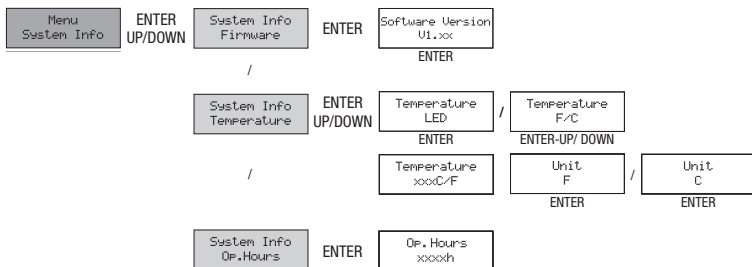 Menu
System Info
ENTER
UP/DOWN
System Info
Firmware
ENTER
Software Version
V1.xx
ENTER
/
System Info
Temperature
ENTER
UP/DOWN
Temperature
LED
ENTER
/
Temperature
F/C
ENTER-UP/ DOWN
/
Temperature
xxxC/F
Unit
F
ENTER
/
Unit
C
ENTER
System Info
Op.Hours
ENTER
Op.Hours
xxxxh